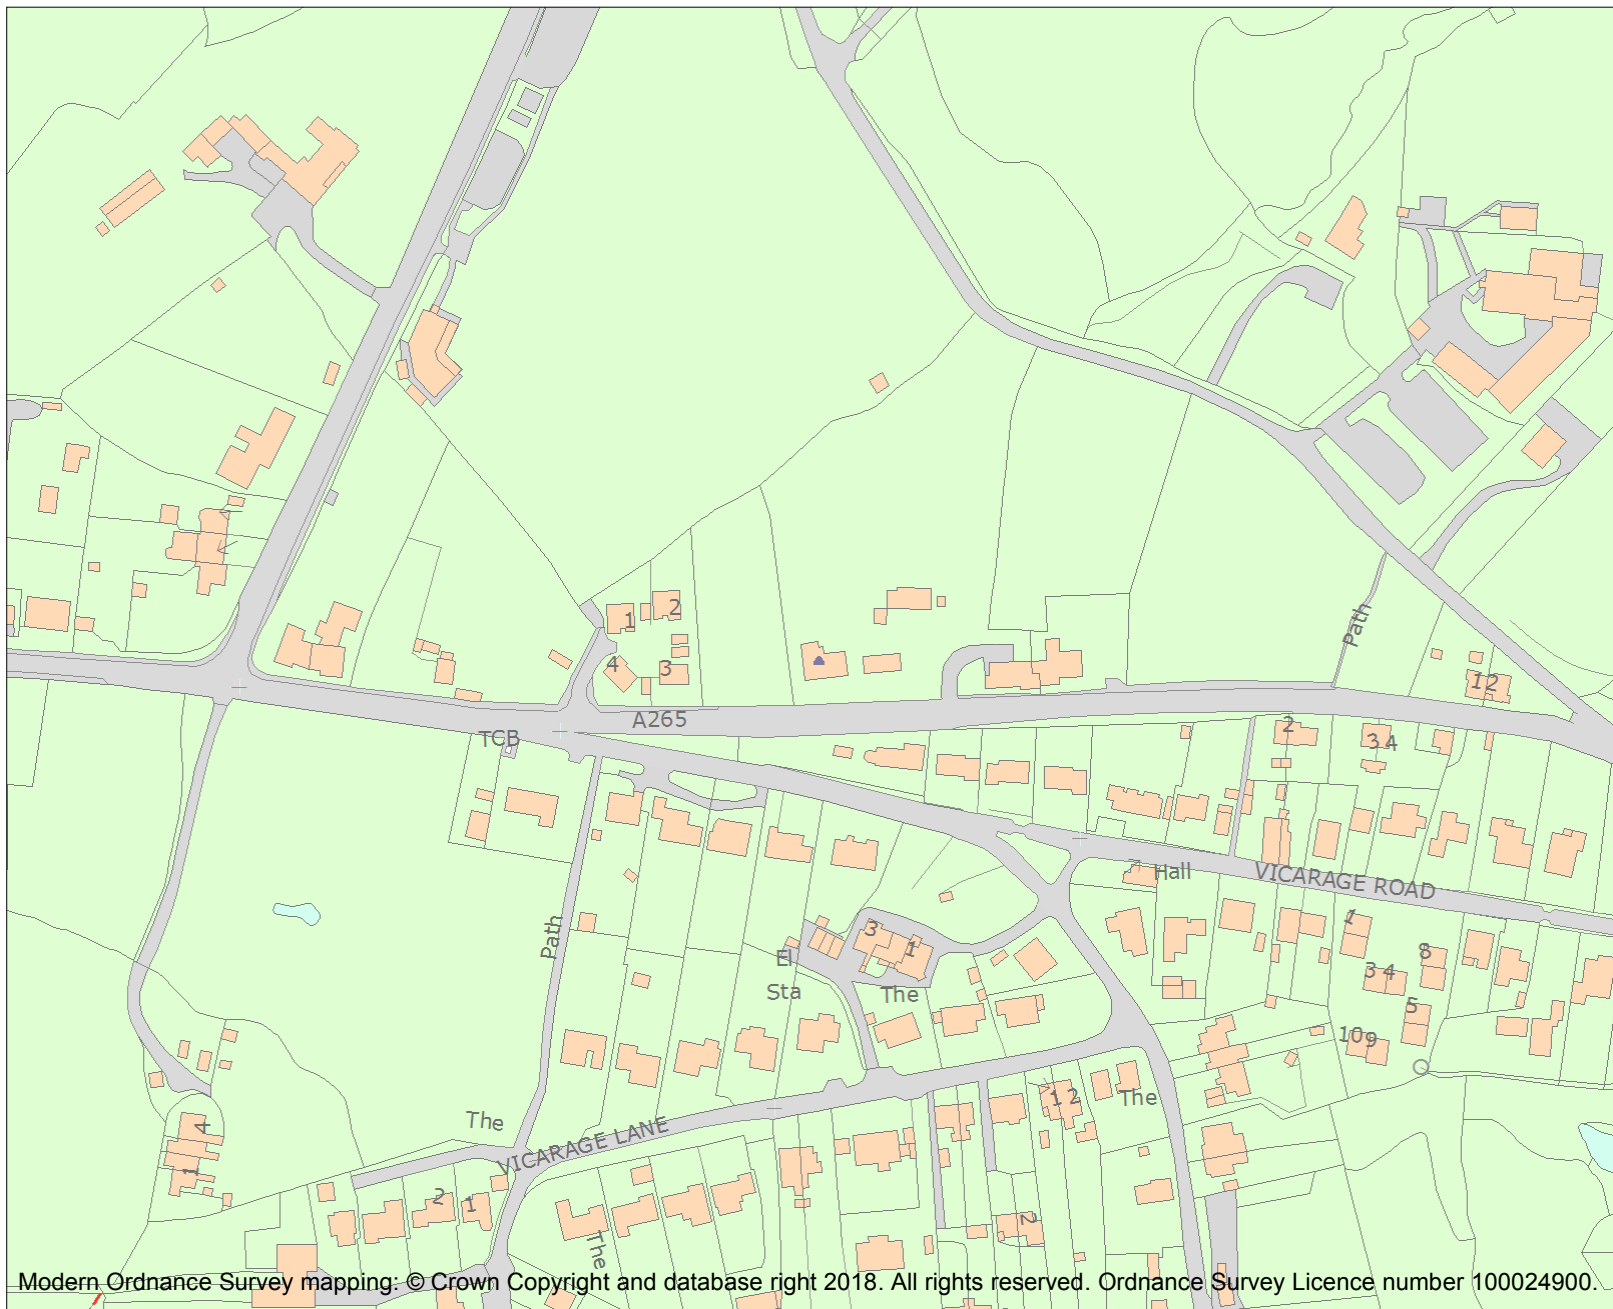 Path
1
2
4
3
12
A265
TCB
2
3 4
Hall
VICARAGE ROAD
Path
3
1
1
El
Sta
The
8
3 4
5
109
1 2
The
The
4
VICARAGE LANE
1
2
1
2
The
Modern Ordnance Survey mapping: © Crown Copyright and database right 2018. All rights reserved. Ordnance Survey Licence number 100024900.